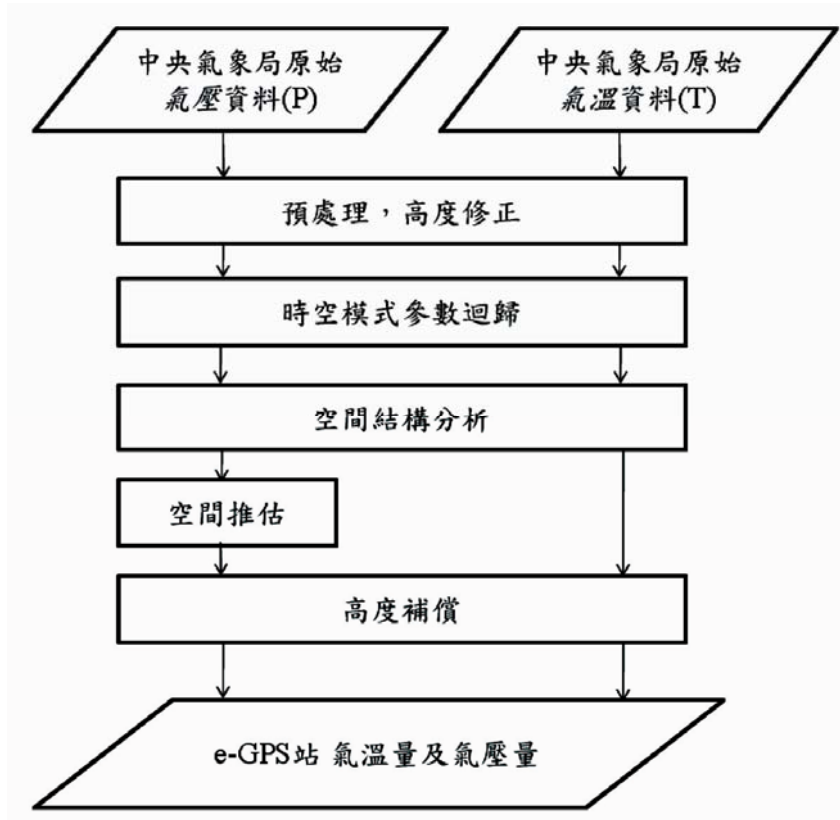 中央氣象局原始
氣壓資料(P)
中央氣象局原始
氣溫資料(T)
預處理，高度修正
時空模式參數迴歸
空間結構分析
空間推估
高度補償
e-GPS站 氣溫量及氣壓量